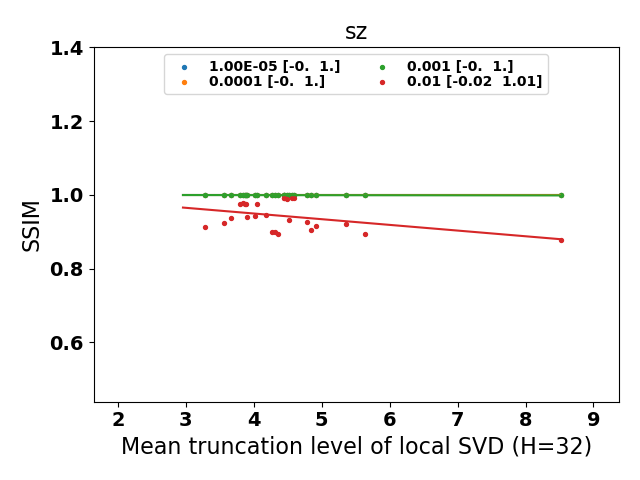 sz
1.00E-05 [-0.  1.]
0.0001 [-0.  1.]
0.001 [-0.  1.]
0.01 [-0.02  1.01]
1.4
1.2
1.0
0.8
0.6
SSIM
2 3 4 5 6 7 8 9
Mean truncation level of local SVD (H=32)